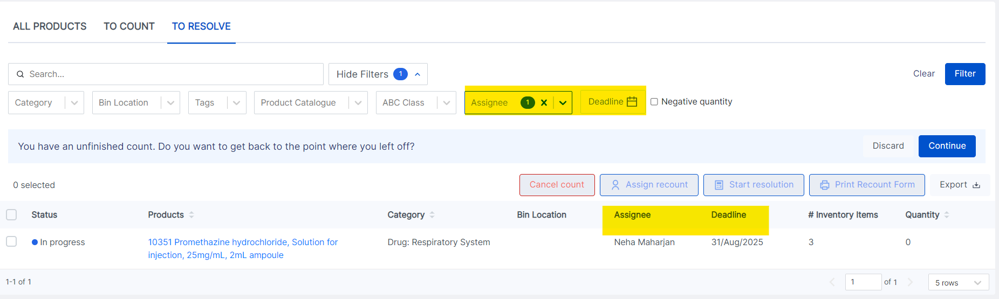 ALL PRODUCTS TO COUNT TO RESOLVE
Search... Hide Filters 1 Clear Filter
Category Bin Location Tags Product Catalogue ABC Class Assignee 1 Deadline Negative quantity
You have an unfinished count. Do you want to get back to the point where you left off? Discard Continue
0 selected Cancel count Assign recount Start resolution Print Recount Form Export
Status Products Category Bin Location Assignee Deadline # Inventory Items Quantity
In progress 10351 Promethazine hydrochloride, Solution for Drug: Respiratory System Neha Maharjan 31/Aug/2025 3 0
injection, 25mg/mL, 2mL ampoule
1-1 of 1 1 of 1 5 rows